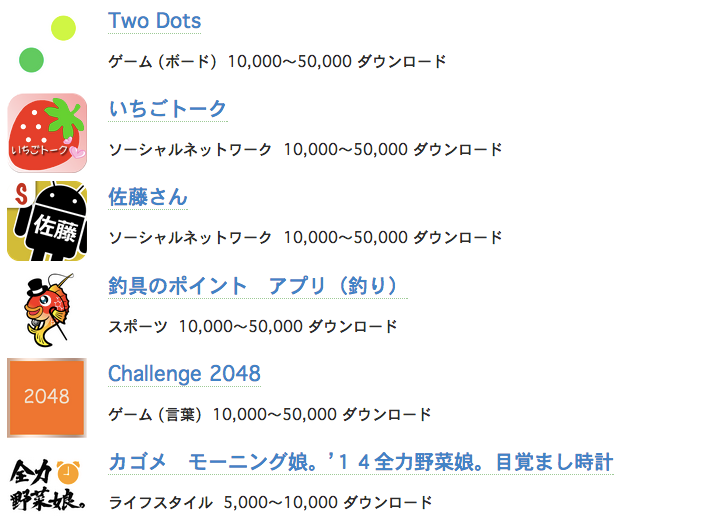 Two Dots
ゲーム (ボード) 10,000〜50,000 ダウンロード
いちごトーク
いちごトーク
ソーシャルネットワーク 10,000〜50,000 ダウンロード
S
佐藤
佐藤さん
ソーシャルネットワーク 10,000〜50,000 ダウンロード
釣具のポイント アプリ（釣り）
スポーツ 10,000〜50,000 ダウンロード
2048
Challenge 2048
ゲーム (言葉) 10,000〜50,000 ダウンロード
全力
野菜娘。
カゴメ モーニング娘。’１４全力野菜娘。目覚まし時計
ライフスタイル 5,000〜10,000 ダウンロード